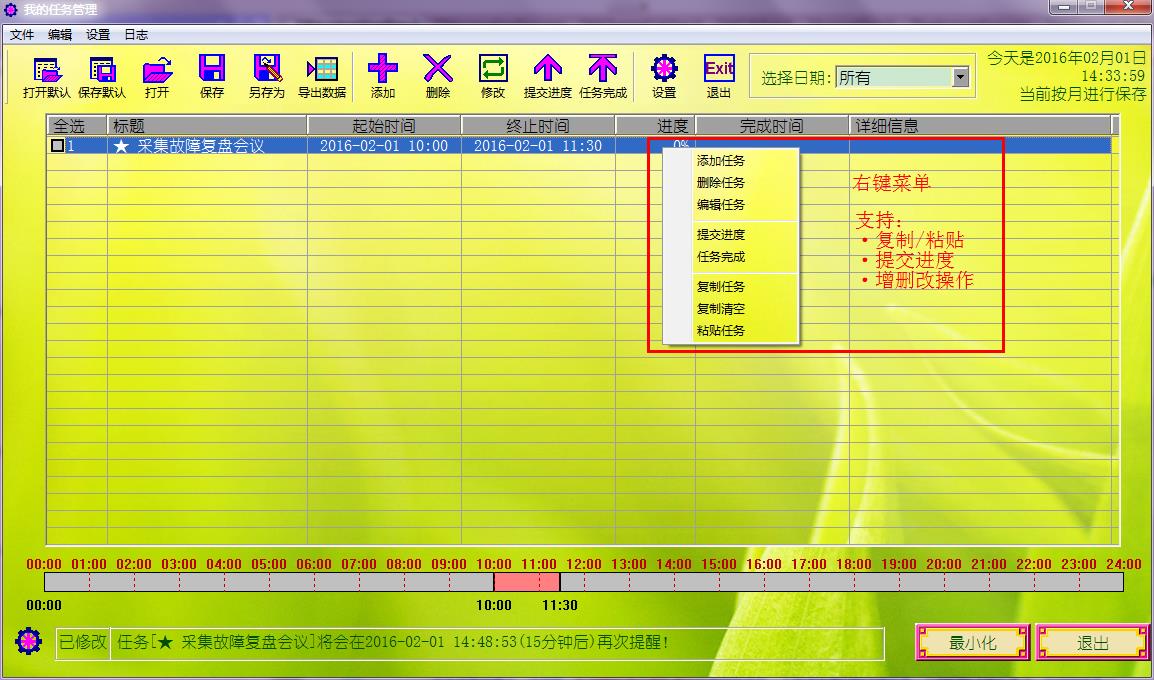 我的任务管理
文件 编辑 设置 日志
打开默认 保存默认 打开 保存 另存为 导出数据 添加 删除 修改 提交进度 任务完成 设置 Exit 退出
选择日期: 所有
今天是2016年02月01日
14:33:59
当前按月进行保存
全选 标题 起始时间 终止时间 进度 完成时间 详细信息
1 ★ 采集故障复盘会议 2016-02-01 10:00 2016-02-01 11:30 0%
添加任务
删除任务
编辑任务
提交进度
任务完成
复制任务
复制清空
粘贴任务
右键菜单
支持:
·复制/粘贴
·提交进度
·增删改操作
00:00 01:00 02:00 03:00 04:00 05:00 06:00 07:00 08:00 09:00 10:00 11:00 12:00 13:00 14:00 15:00 16:00 17:00 18:00 19:00 20:00 21:00 22:00 23:00 24:00
00:00 10:00 11:30
已修改 任务[★ 采集故障复盘会议]将会在2016-02-01 14:48:53(15分钟后)再次提醒!
最小化 退出